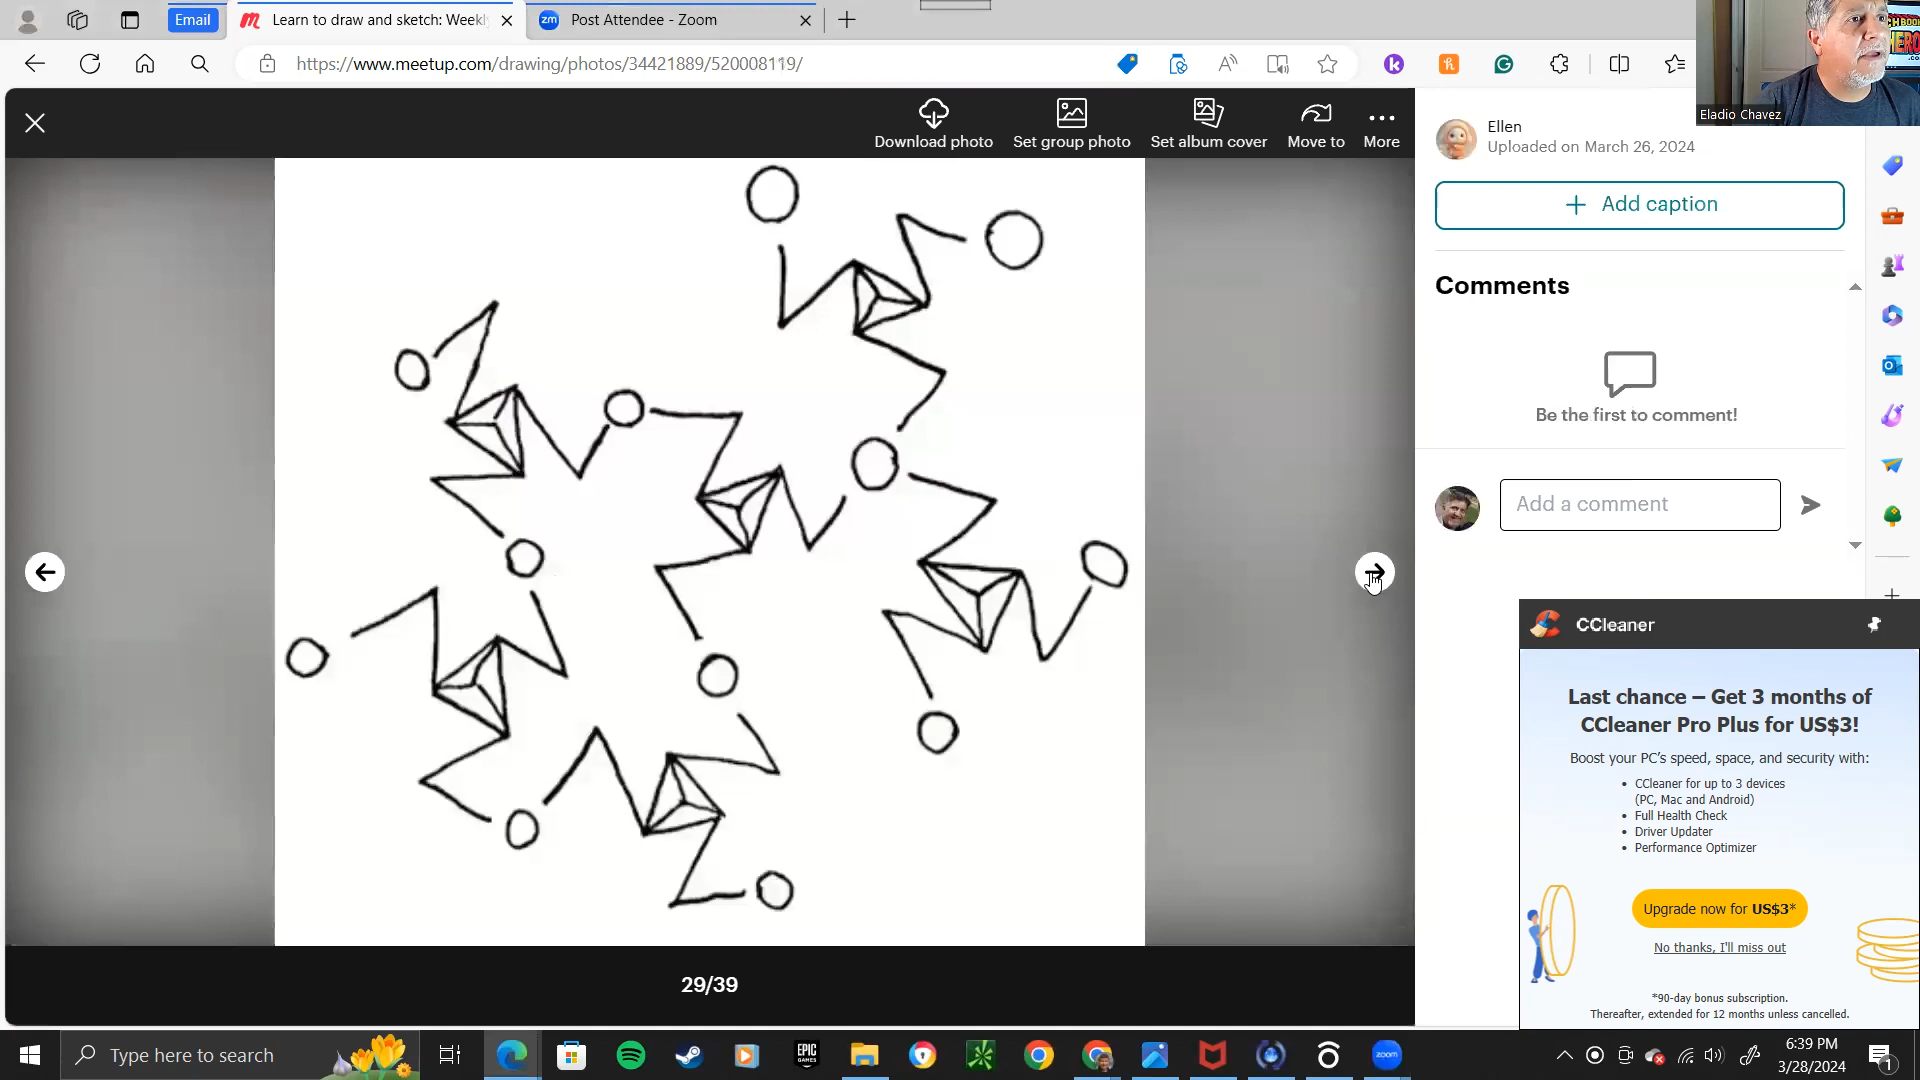 Email
Learn to draw and sketch: Weekly
Post Attendee - Zoom
https://www.meetup.com/drawing/photos/34421889/520008119/
Eladio Chavez
Download photo
Set group photo
Set album cover
Move to
More
Ellen
Uploaded on March 26, 2024
Add caption
Comments
Be the first to comment!
Add a comment
CCleaner
Last chance – Get 3 months of
CCleaner Pro Plus for US$3!
Boost your PC's speed, space, and security with:
• CCleaner for up to 3 devices
(PC, Mac and Android)
• Full Health Check
• Driver Updater
• Performance Optimizer
Upgrade now for US$3*
No thanks, I'll miss out
*90-day bonus subscription.
Thereafter, extended for 12 months unless cancelled.
29/39
Type here to search
EPIC
GAMES
zoom
6:39 PM
3/28/2024
1